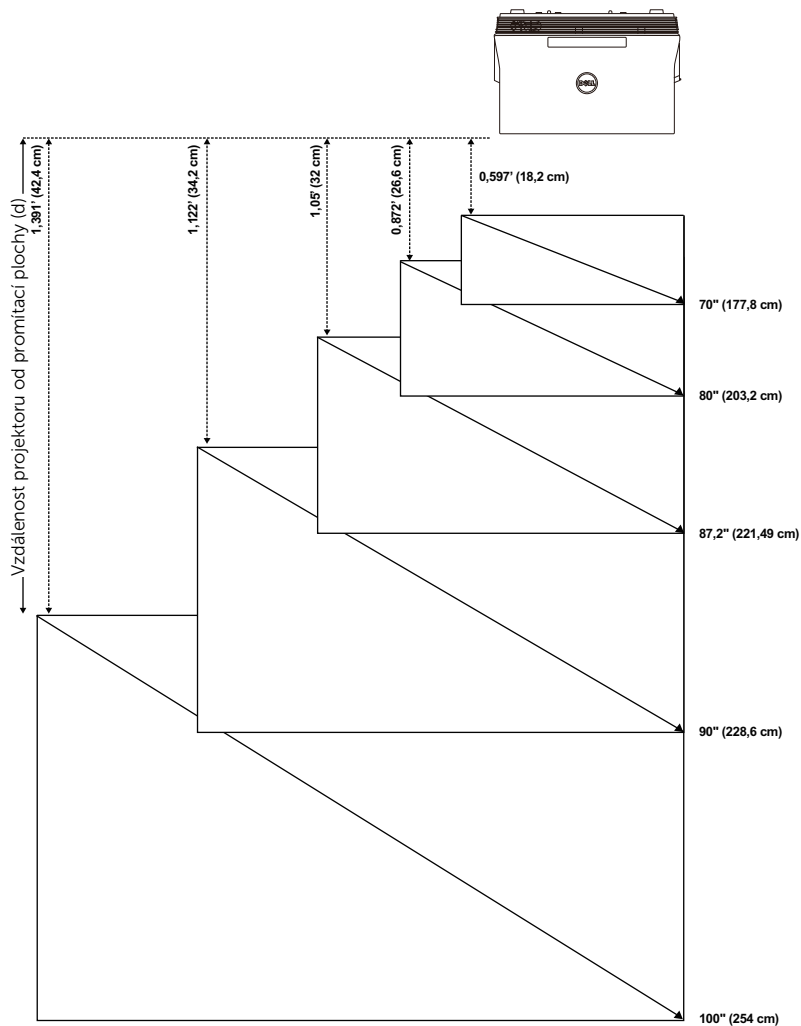 DELL
Vzdálenost projektoru od promítací plochy (d)
1,391' (42,4 cm)
1,122' (34,2 cm)
1,05' (32 cm)
0,872' (26,6 cm)
0,597' (18,2 cm)
70" (177,8 cm)
80" (203,2 cm)
87,2" (221,49 cm)
90" (228,6 cm)
100" (254 cm)